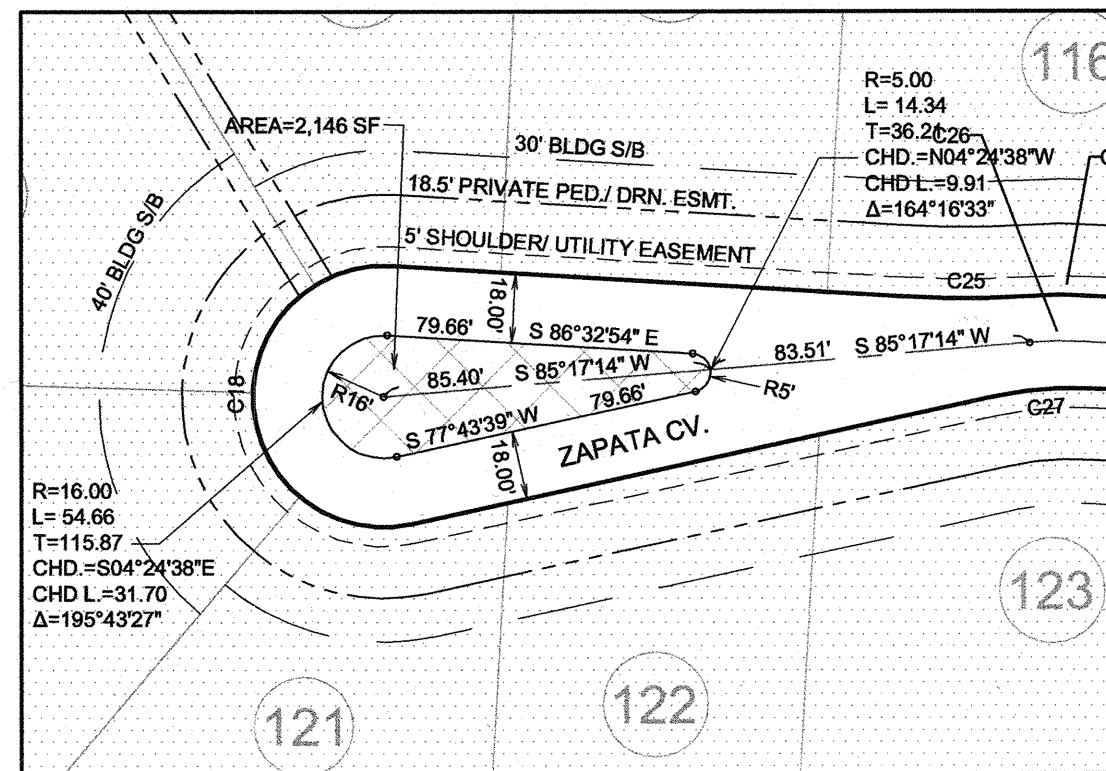 116
R=5.00
L= 14.34
T=36.21
CHD.=N04°24'38"W
CHD L.=9.91
Δ=164°16'33"
C26
C
AREA=2,146 SF
30' BLDG S/B
18.5' PRIVATE PED./ DRN. ESMT.
5' SHOULDER/ UTILITY EASEMENT
40' BLDG S/B
C25
18.00'
79.66'
S 86°32'54" E
83.51'
S 85°17'14" W
85.40'
S 85°17'14" W
R16'
R5'
C18
79.66'
S 77°43'39" W
C27
ZAPATA CV.
18.00'
R=16.00
L= 54.66
T=115.87
CHD.=S04°24'38"E
CHD L.=31.70
Δ=195°43'27"
123
122
121